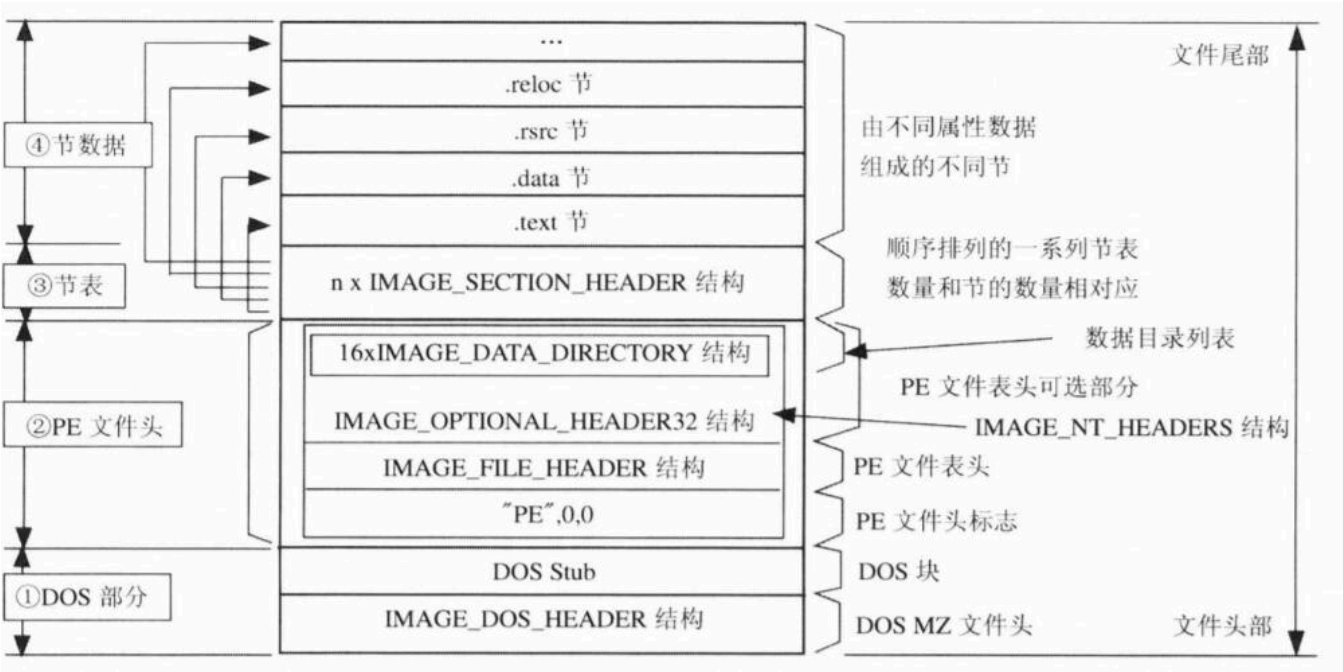 ...
文件尾部
.reloc 节
④节数据
.rsrc 节
由不同属性数据
组成的不同节
.data 节
.text 节
顺序排列的一系列节表
③节表
n x IMAGE_SECTION_HEADER 结构
数量和节的数量相对应
16xIMAGE_DATA_DIRECTORY 结构
数据目录列表
PE 文件表头可选部分
②PE 文件头
IMAGE_OPTIONAL_HEADER32 结构
IMAGE_NT_HEADERS 结构
IMAGE_FILE_HEADER 结构
PE 文件表头
"PE",0,0
PE 文件头标志
DOS Stub
DOS 块
①DOS 部分
IMAGE_DOS_HEADER 结构
DOS MZ 文件头
文件头部